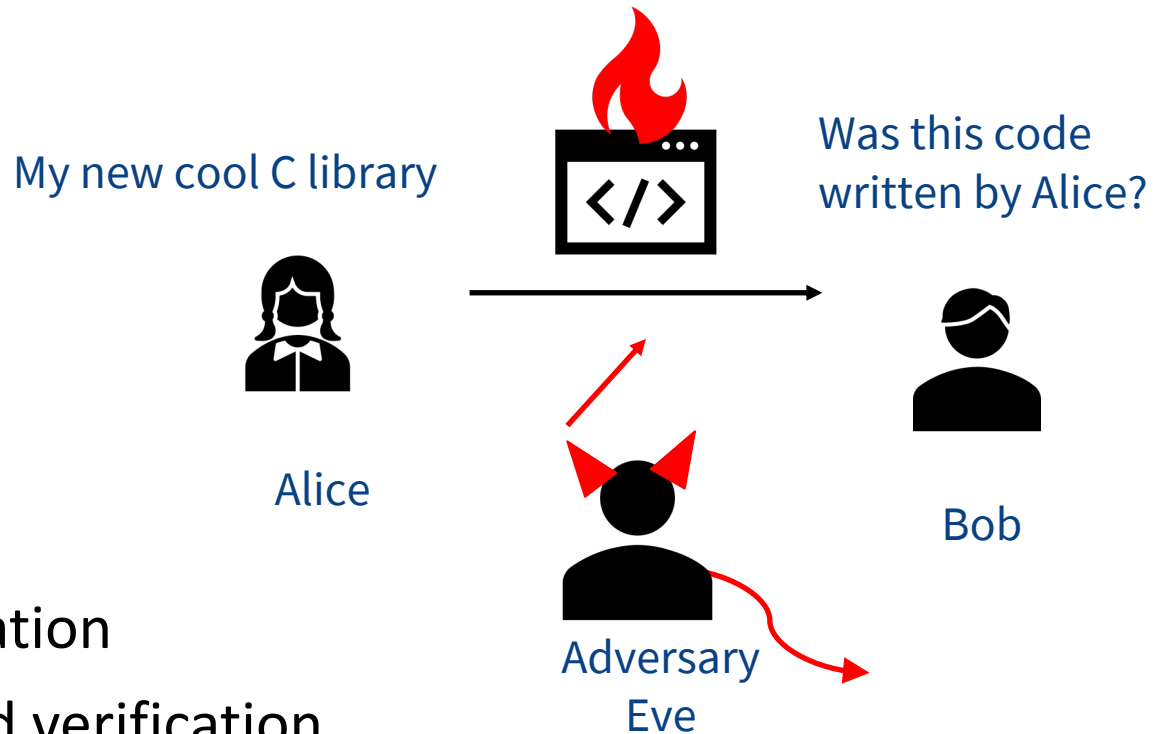 My new cool C library
Was this code
written by Alice?
</>
Alice
Bob
Adversary
Eve